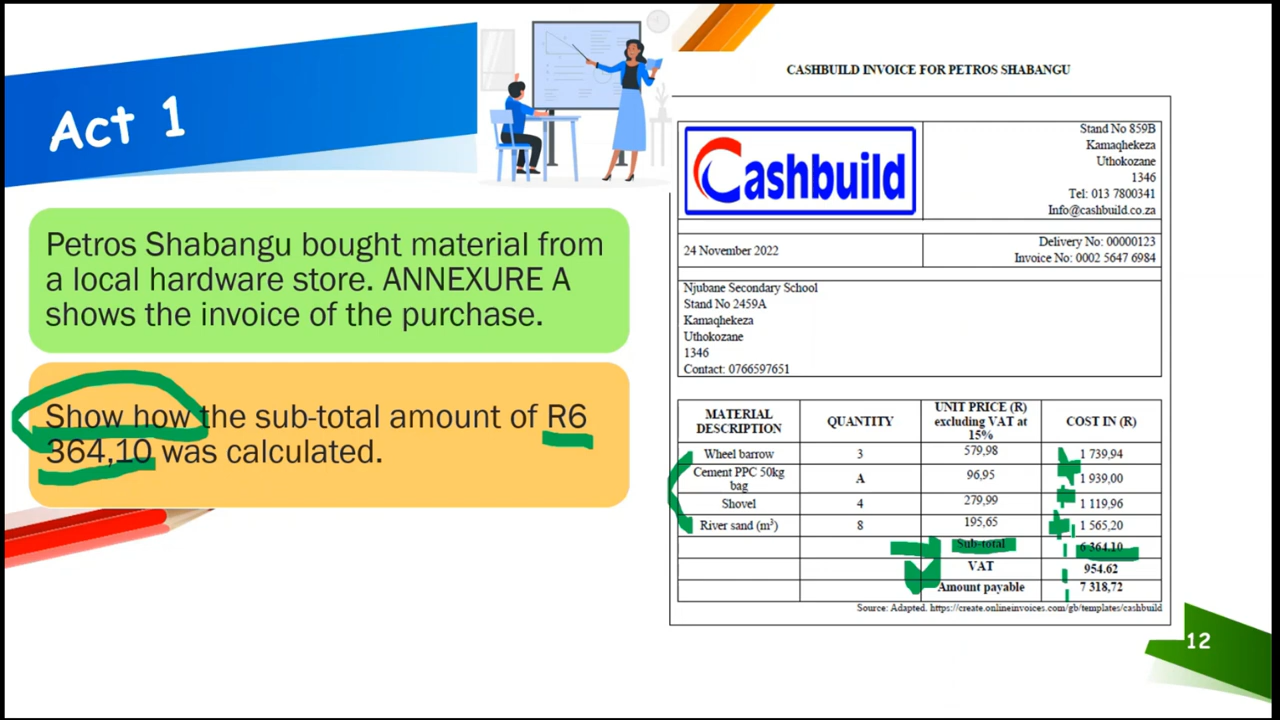 Act 1
Petros Shabangu bought material from
a local hardware store. ANNEXURE A
shows the invoice of the purchase.
Show how the sub-total amount of R6
364,10 was calculated.
CASHBUILD INVOICE FOR PETROS SHABANGU
Cashbuild
Stand No 859B
Kamaqhekeza
Uthokozane
1346
Tel: 013 7800341
Info@cashbuild.co.za
24 November 2022
Delivery No: 00000123
Invoice No: 0002 5647 6984
Njubane Secondary School
Stand No 2459A
Kamaqhekeza
Uthokozane
1346
Contact: 0766597651
MATERIAL DESCRIPTION QUANTITY UNIT PRICE (R) excluding VAT at 15% COST IN (R)
Wheel barrow 3 579,98 1 739,94
Cement PPC 50kg bag A 96,95 1 939,00
Shovel 4 279,99 1 119,96
River sand (m³) 8 195,65 1 565,20
Sub-total 6 364.10
VAT 954.62
Amount payable 7 318,72
Source: Adapted. https://create.onlineinvoices.com/gb/templates/cashbuild
12